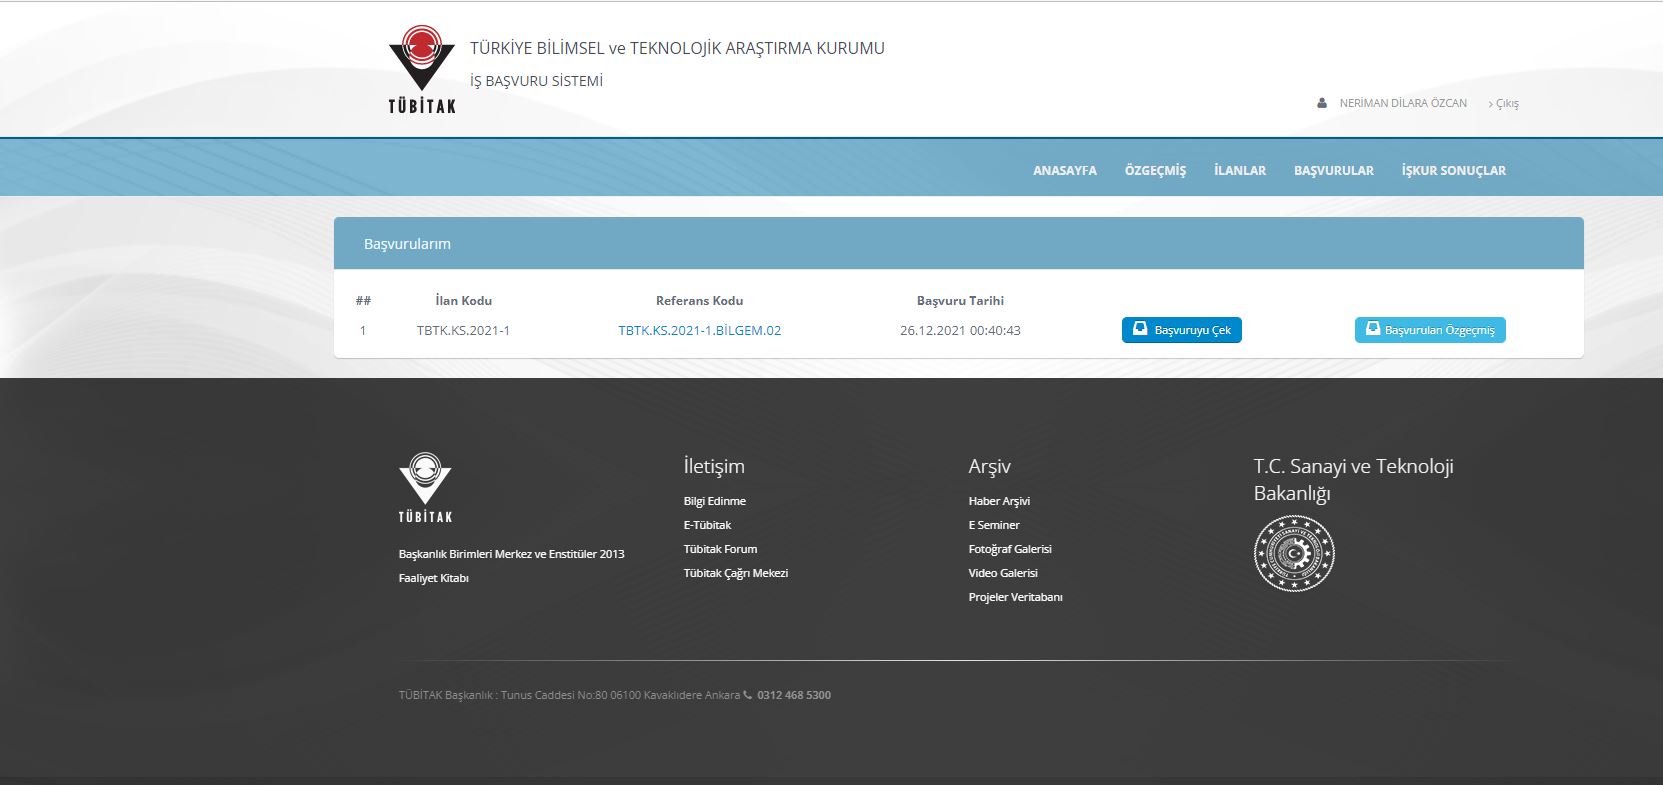 TÜBİTAK
TÜRKİYE BİLİMSEL ve TEKNOLOJİK ARAŞTIRMA KURUMU
İŞ BAŞVURU SİSTEMİ
NERİMAN DİLARA ÖZCAN › Çıkış
ANASAYFA ÖZGEÇMİŞ İLANLAR BAŞVURULAR İŞKUR SONUÇLAR
Başvurularım
## İlan Kodu Referans Kodu Başvuru Tarihi
1 TBTK.KS.2021-1 TBTK.KS.2021-1.BİLGEM.02 26.12.2021 00:40:43 Başvuruyu Çek Başvurulan Özgeçmiş
TÜBİTAK
Başkanlık Birimleri Merkez ve Enstitüler 2013
Faaliyet Kitabı
İletişim
Bilgi Edinme
E-Tübitak
Tübitak Forum
Tübitak Çağrı Mekezi
Arşiv
Haber Arşivi
E Seminer
Fotoğraf Galerisi
Video Galerisi
Projeler Veritabanı
T.C. Sanayi ve Teknoloji
Bakanlığı
TÜBİTAK Başkanlık : Tunus Caddesi No:80 06100 Kavaklıdere Ankara 0312 468 5300